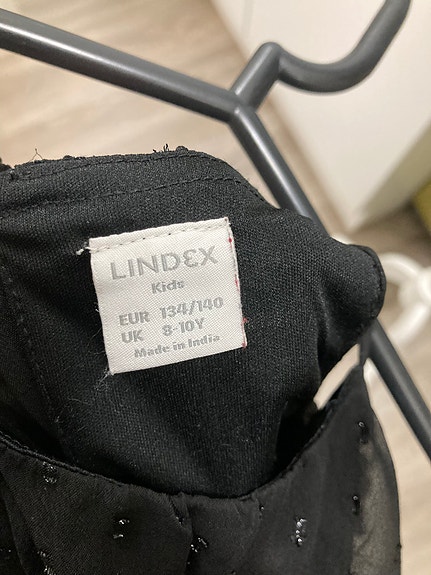 LINDEX
Kids
EUR 134/140
UK 8-10Y
Made in India